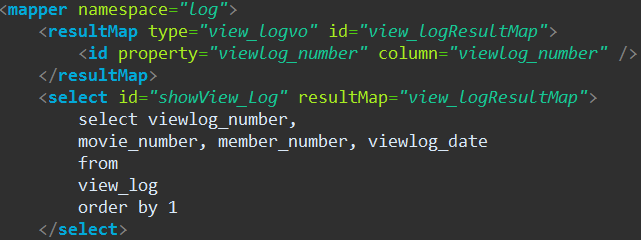 <mapper namespace="log">
<resultMap type="view_logvo" id="view_logResultMap">
<id property="viewlog_number" column="viewlog_number" />
</resultMap>
<select id="showView_Log" resultMap="view_logResultMap">
select viewlog_number,
movie_number, member_number, viewlog_date
from
view_log
order by 1
</select>